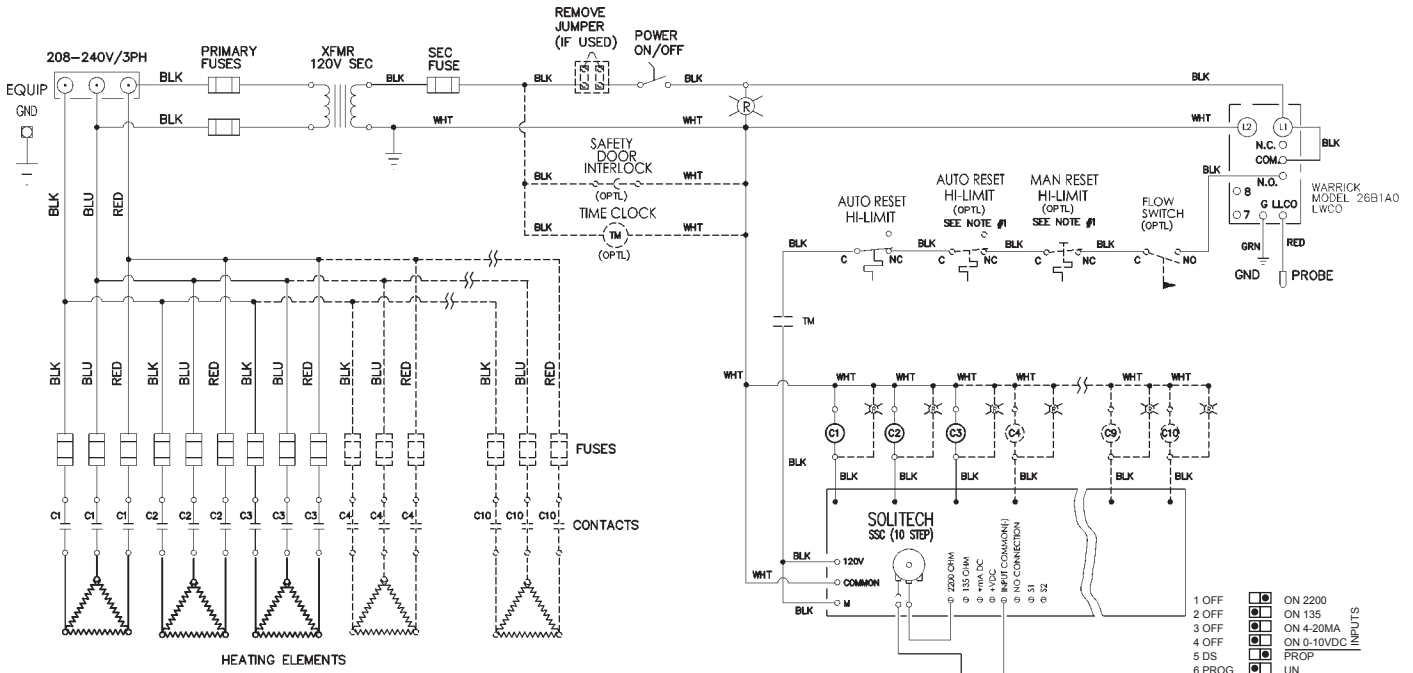 REMOVE
JUMPER
(IF USED)
POWER
ON/OFF
208-240V/3PH
PRIMARY
FUSES
XFMR
120V SEC
SEC
FUSE
EQUIP
GND
BLK
BLK
BLK
BLK
BLK
BLK
BLK
WHT
WHT
WHT
R
L2
L1
N.C.
COM.
N.O.
BLK
BLK
8
7
G
LLCO
WARRICK
MODEL 26B1A0
LWCO
GRN
RED
GND
PROBE
SAFETY
DOOR
INTERLOCK
(OPTL)
BLK
WHT
TIME CLOCK
BLK
TM
WHT
(OPTL)
BLK
BLU
RED
AUTO RESET
HI-LIMIT
AUTO RESET
HI-LIMIT
(OPTL)
SEE NOTE #1
MAN RESET
HI-LIMIT
(OPTL)
SEE NOTE #1
FLOW
SWITCH
(OPTL)
BLK
C
NC
BLK
C
NC
BLK
C
NC
BLK
C
NO
TM
BLK
BLU
RED
BLK
BLU
RED
BLK
BLU
RED
BLK
BLU
RED
BLK
BLU
RED
WHT
WHT
WHT
WHT
WHT
WHT
WHT
C1
C2
C3
C4
C9
C10
BLK
BLK
BLK
BLK
BLK
BLK
BLK
FUSES
C1
C1
C1
C2
C2
C2
C3
C3
C3
C4
C4
C4
C10
C10
C10
CONTACTS
HEATING ELEMENTS
SOLITECH
SSC (10 STEP)
BLK
120V
WHT
COMMON
BLK
M
2200 OHM
135 OHM
+mA DC
+VDC
INPUT COMMON(-)
NO CONNECTION
S1
S2
1 OFF ON 2200
2 OFF ON 135
3 OFF ON 4-20MA
4 OFF ON 0-10VDC
INPUTS
5 DS PROP
6 PROG UN